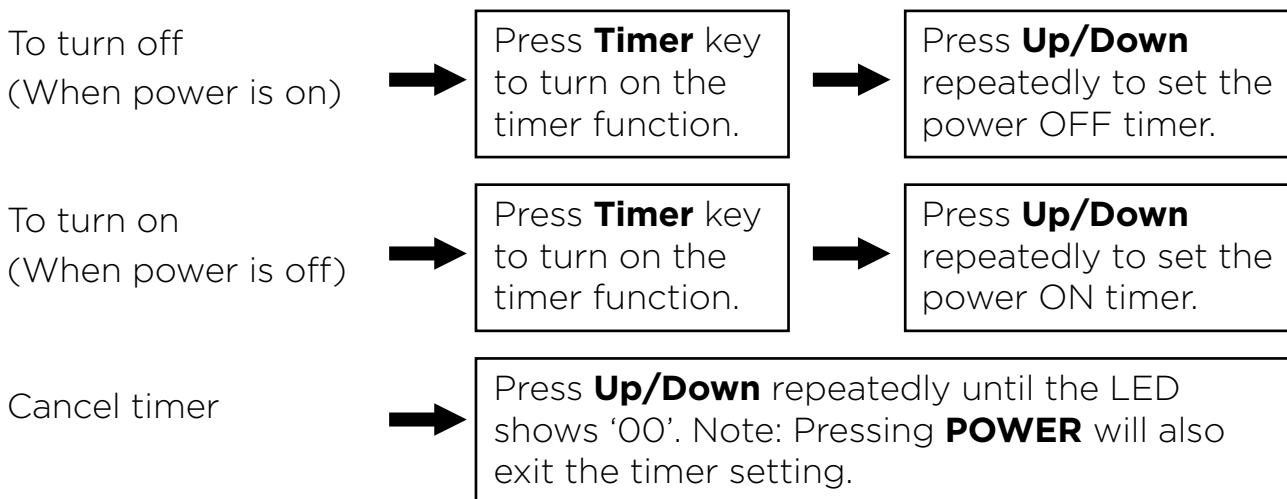 To turn off
(When power is on)
Press Timer key
to turn on the
timer function.
Press Up/Down
repeatedly to set the
power OFF timer.
To turn on
(When power is off)
Press Timer key
to turn on the
timer function.
Press Up/Down
repeatedly to set the
power ON timer.
Cancel timer
Press Up/Down repeatedly until the LED
shows ‘00’. Note: Pressing POWER will also
exit the timer setting.